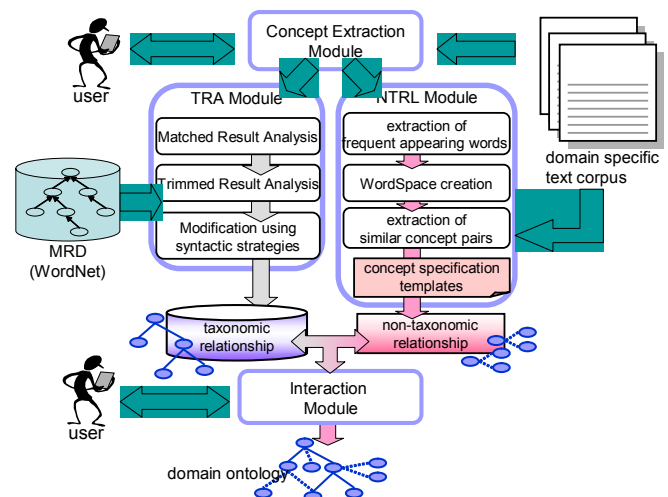 Concept Extraction
Module
user
TRA Module
NTRL Module
Matched Result Analysis
Trimmed Result Analysis
Modification using
syntactic strategies
extraction of
frequent appearing words
WordSpace creation
extraction of
similar concept pairs
concept specification
templates
domain specific
text corpus
MRD
(WordNet)
taxonomic
relationship
non-taxonomic
relationship
Interaction
Module
user
domain ontology